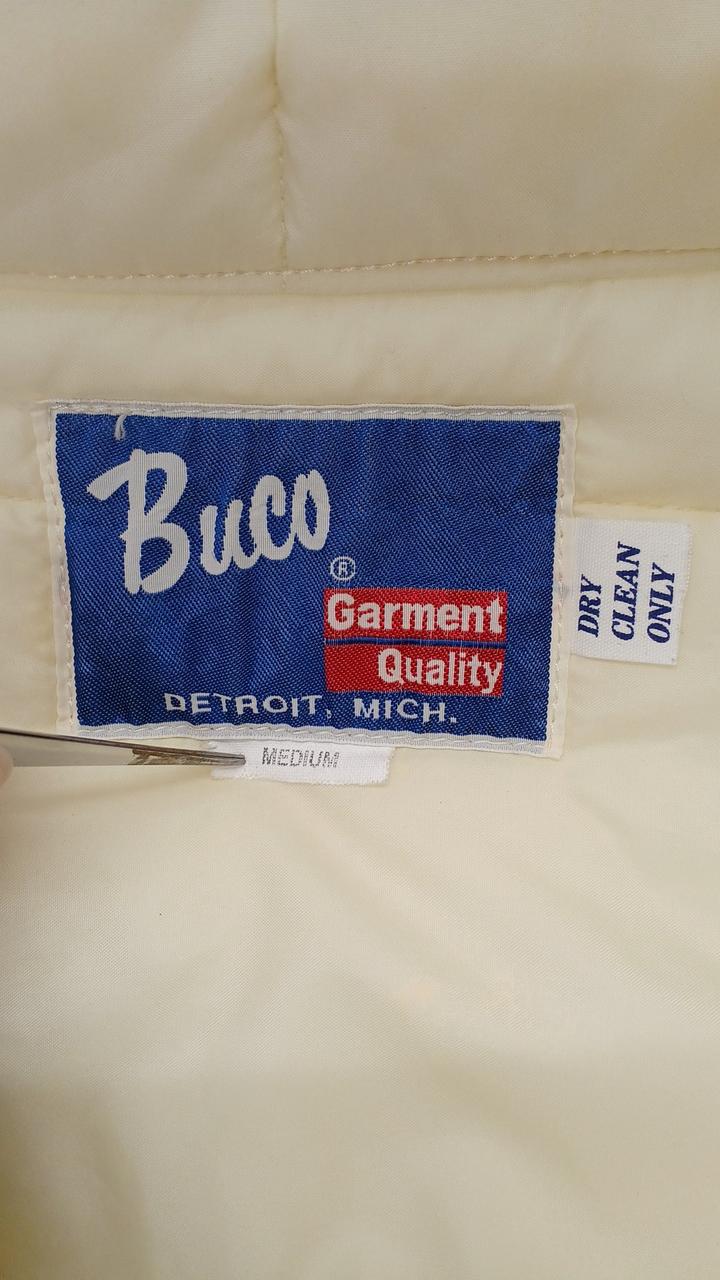 Buco
®
Garment
Quality
DETROIT, MICH.
MEDIUM
DRY
CLEAN
ONLY